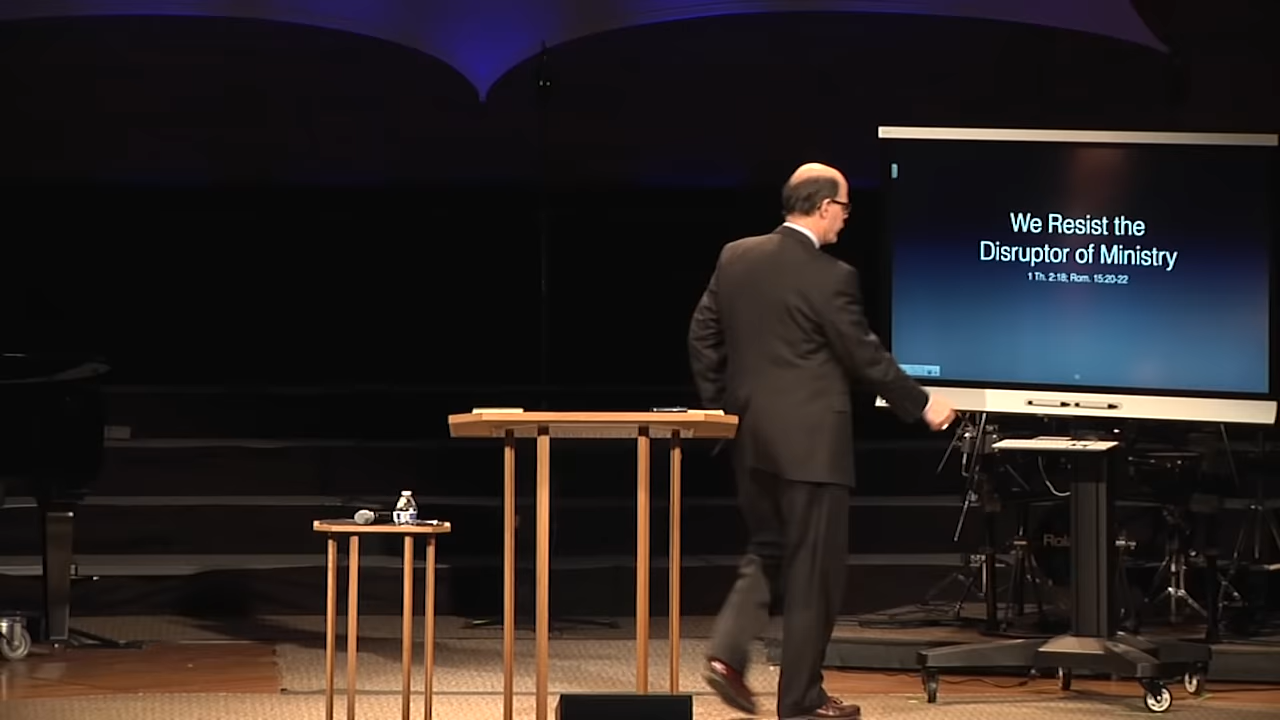 We Resist the
Disruptor of Ministry
1 Th. 2:18; Rom. 15:20-22